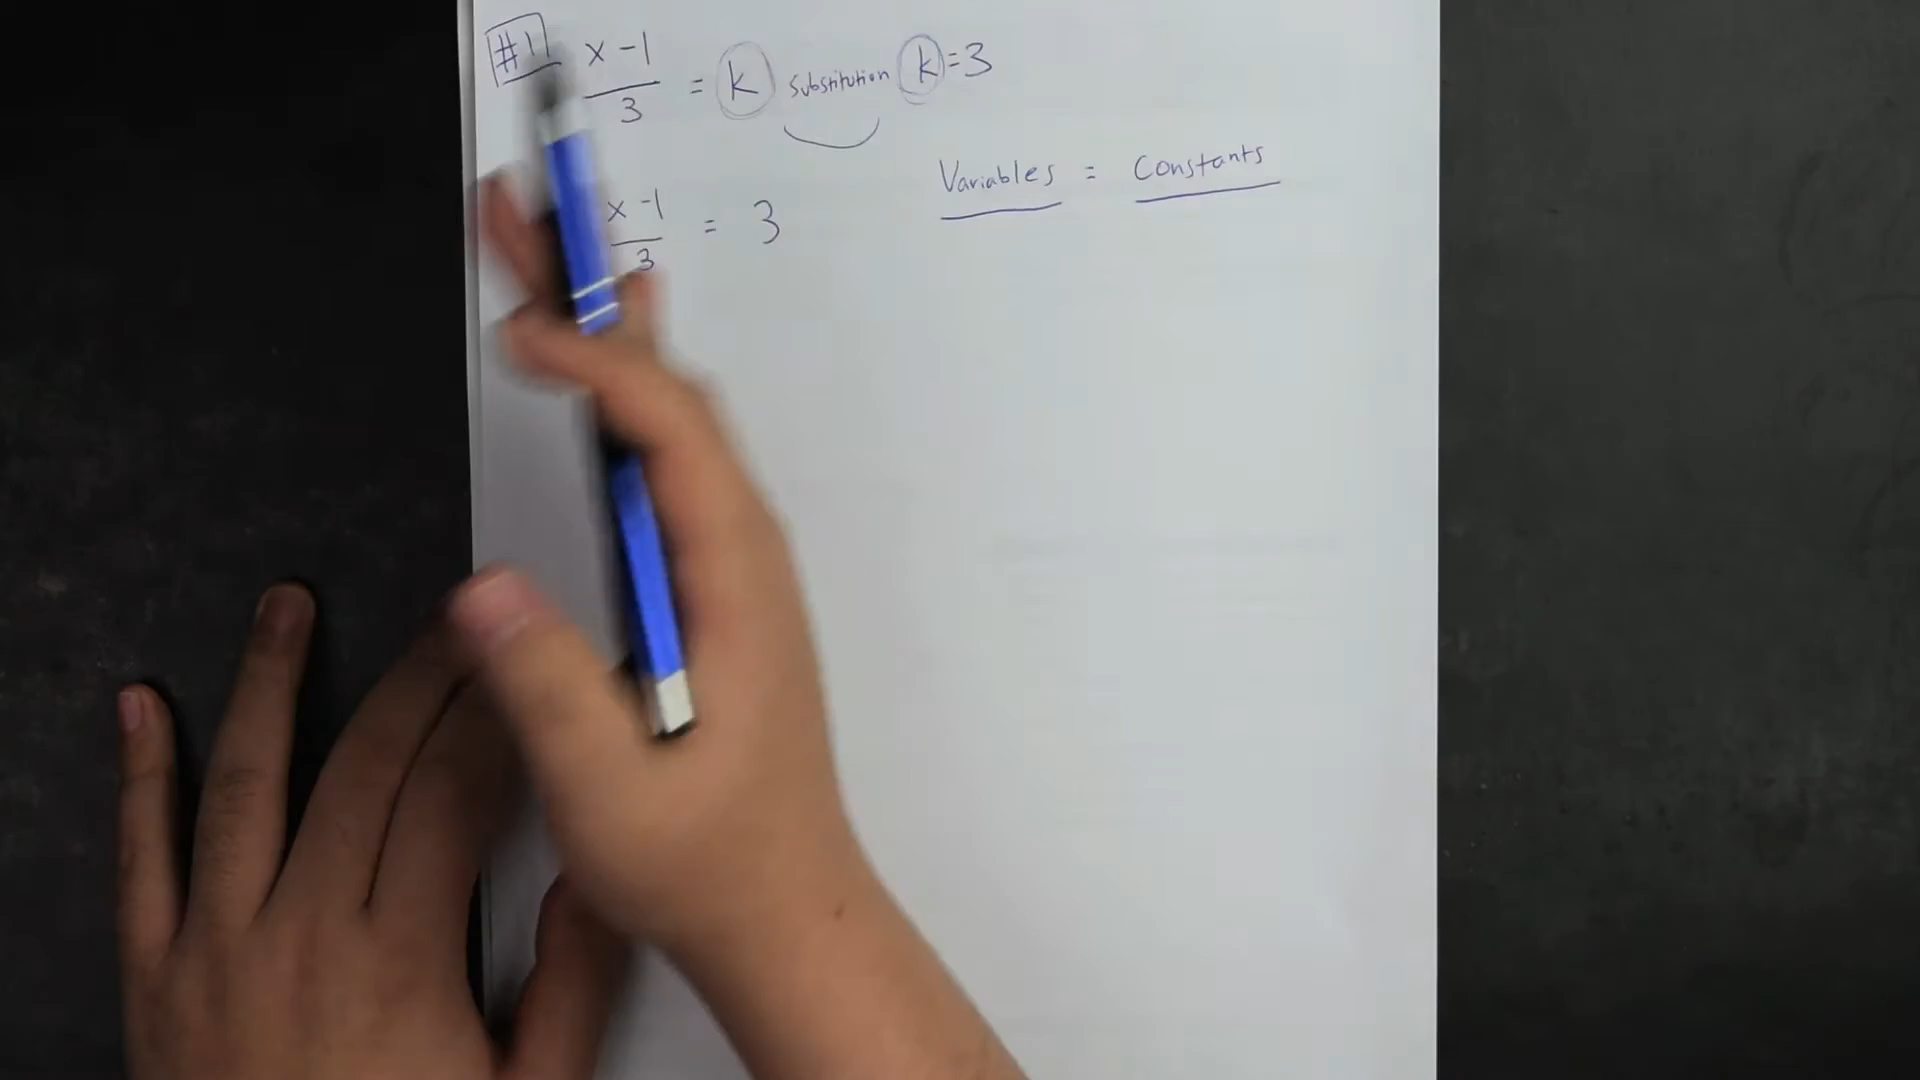 #1 x-1/3 = k Substitution k=3
Variables = Constants
x-1/3 = 3